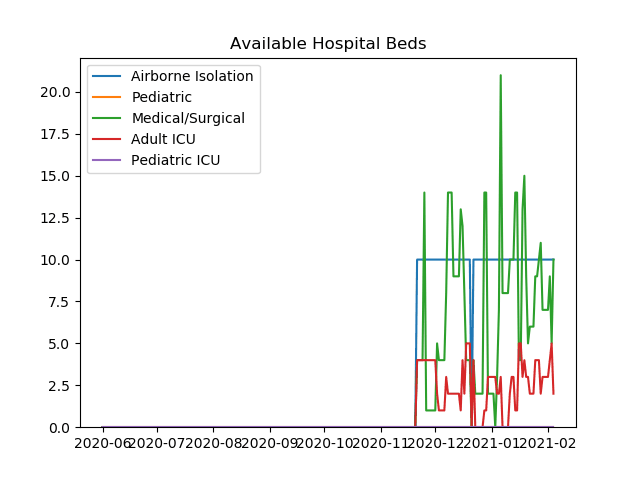 Available Hospital Beds
Airborne Isolation
Pediatric
Medical/Surgical
Adult ICU
Pediatric ICU
20.0
17.5
15.0
12.5
10.0
7.5
5.0
2.5
0.0
2020-06 2020-07 2020-08 2020-09 2020-10 2020-11 2020-12 2021-01 2021-02